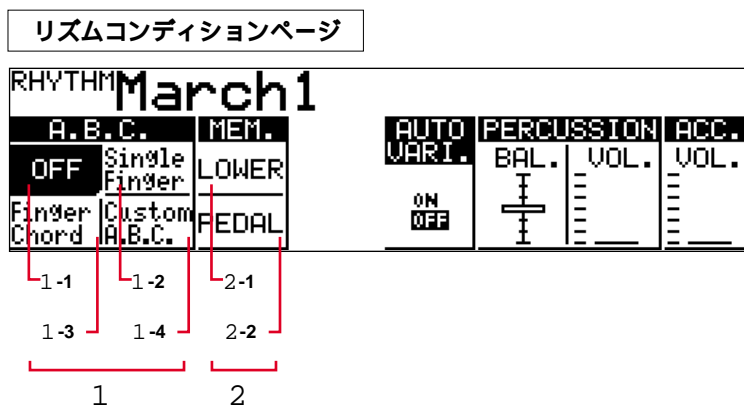 リズムコンディションページ
RHYTHM March1
A.B.C. MEM. AUTO VARI. PERCUSSION ACC.
OFF Single Finger LOWER BAL. VOL. VOL.
ON
OFF
Finger Chord Custom A.B.C. PEDAL
1-1 1-2 2-1
1-3 1-4 2-2
1 2